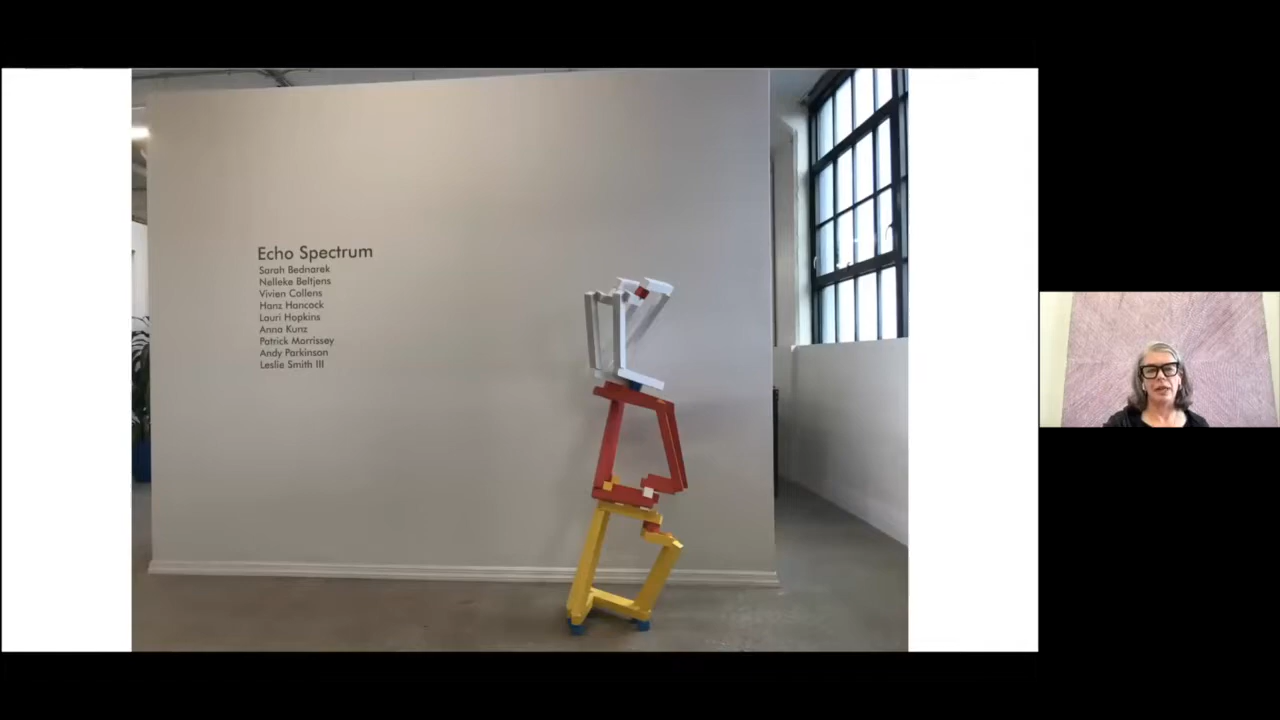 Echo Spectrum
Sarah Bednarek
Nelleke Beltjens
Vivien Collens
Hanz Hancock
Lauri Hopkins
Anna Kunz
Patrick Morrissey
Andy Parkinson
Leslie Smith III